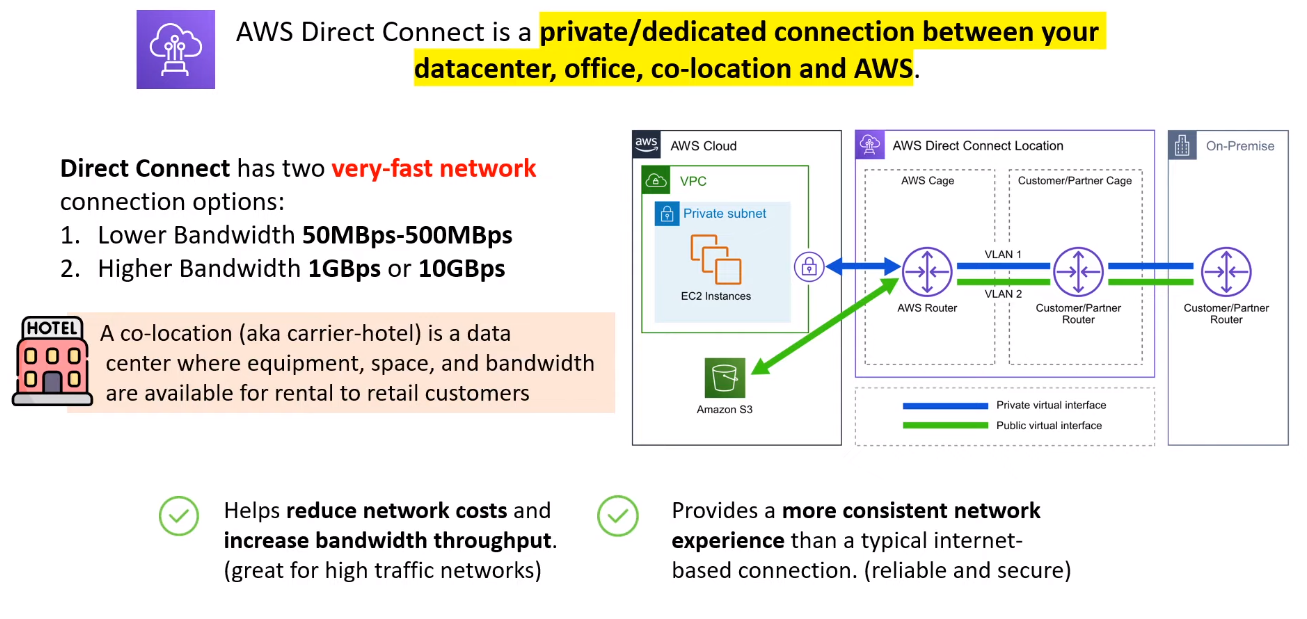 AWS Direct Connect is a private/dedicated connection between your
datacenter, office, co-location and AWS.
Direct Connect has two very-fast network
connection options:
1. Lower Bandwidth 50MBps-500MBps
2. Higher Bandwidth 1GBps or 10GBps
HOTEL
A co-location (aka carrier-hotel) is a data
center where equipment, space, and bandwidth
are available for rental to retail customers
aws
AWS Cloud
VPC
Private subnet
EC2 Instances
Amazon S3
AWS Direct Connect Location
AWS Cage
Customer/Partner Cage
VLAN 1
VLAN 2
AWS Router
Customer/Partner
Router
On-Premise
Customer/Partner
Router
Private virtual interface
Public virtual interface
Helps reduce network costs and
increase bandwidth throughput.
(great for high traffic networks)
Provides a more consistent network
experience than a typical internet-
based connection. (reliable and secure)